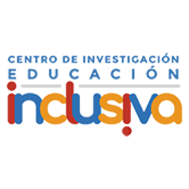 CENTRO DE INVESTIGACIÓN
EDUCACIÓN
inclusiva